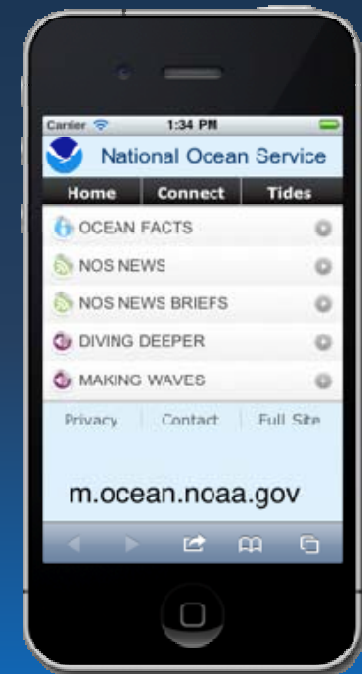 Carrier 1:34 PM
National Ocean Service
Home Connect Tides
OCEAN FACTS
NOS NEWS
NOS NEWS BRIEFS
DIVING DEEPER
MAKING WAVES
Privacy Contact Full Site
m.ocean.noaa.gov